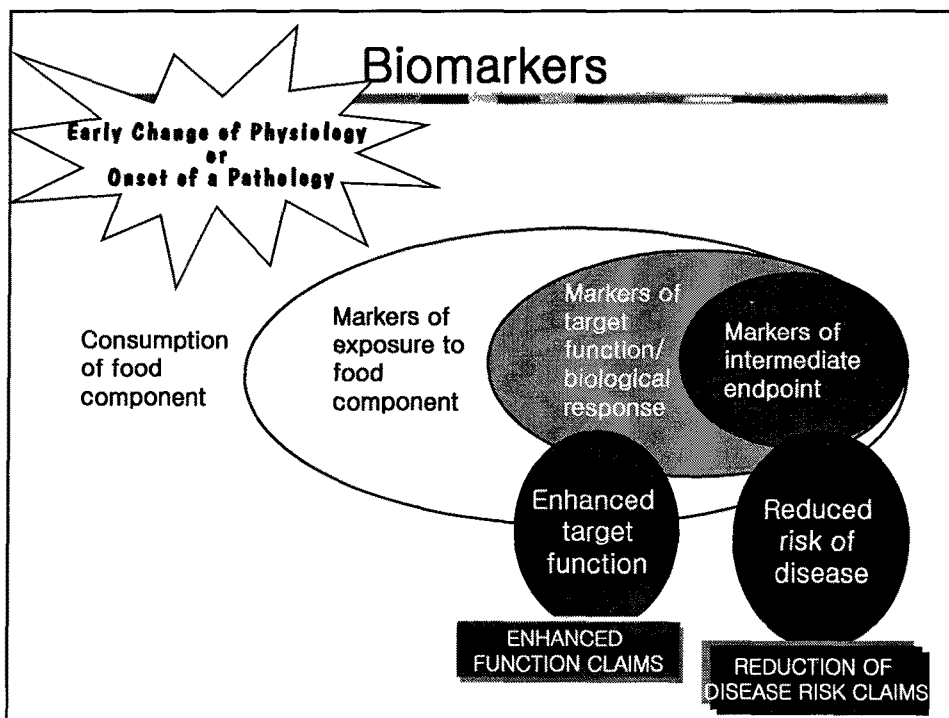 Biomarkers
Early Change of Physiology
or
Onset of a Pathology
Consumption
of food
component
Markers of
exposure to
food
component
Markers of
target
function/
biological
response
Markers of
intermediate
endpoint
Enhanced
target
function
Reduced
risk of
disease
ENHANCED
FUNCTION CLAIMS
REDUCTION OF
DISEASE RISK CLAIMS